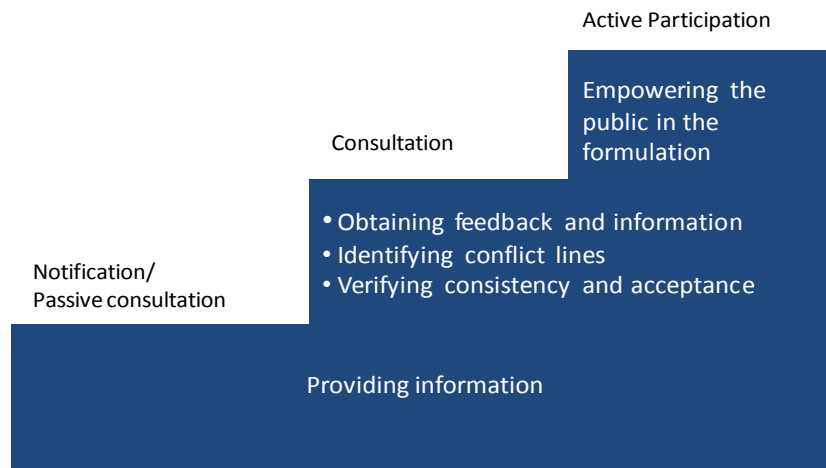 Active Participation
Empowering the
public in the
formulation
Consultation
• Obtaining feedback and information
• Identifying conflict lines
• Verifying consistency and acceptance
Notification/
Passive consultation
Providing information